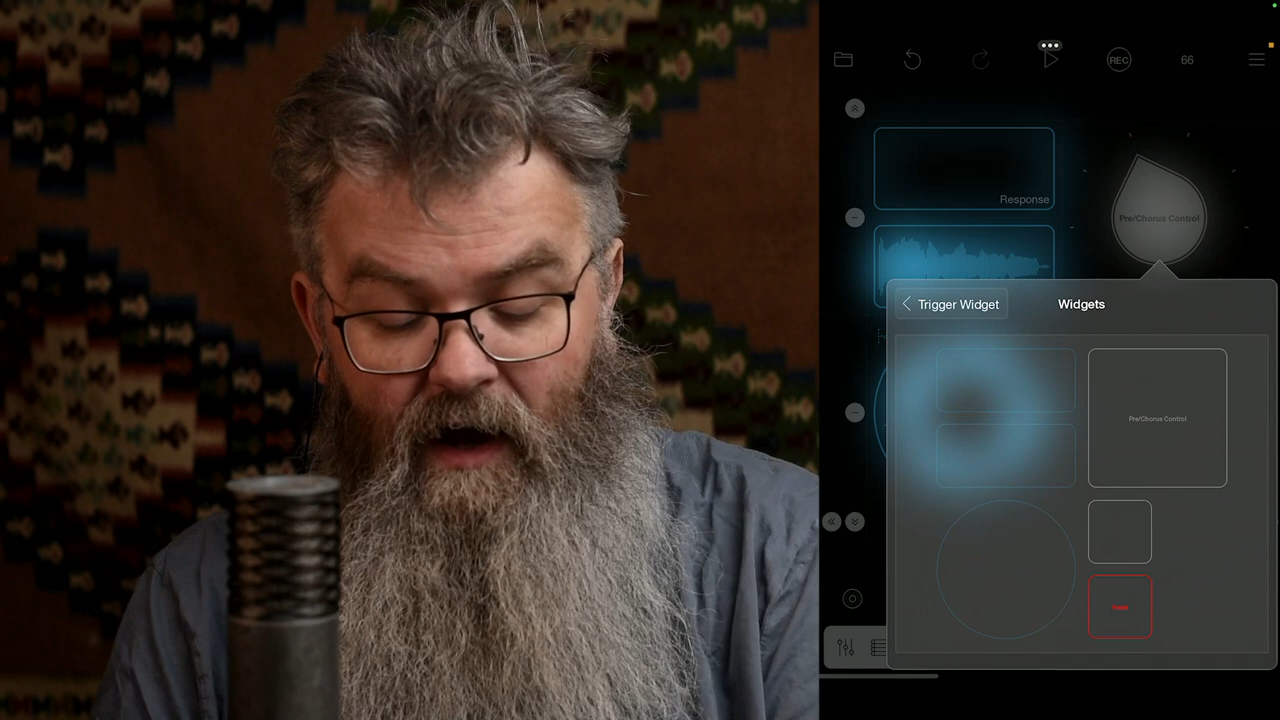 REC
66
Response
Pre/Chorus Control
Trigger Widget
Widgets
Pre/Chorus Control